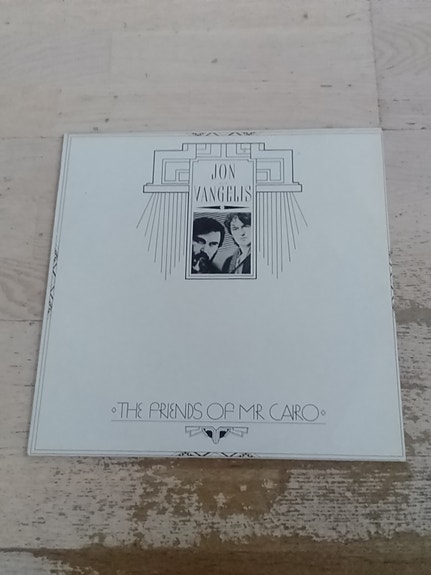 JON
VANGELIS
THE FRIENDS OF MR CAIRO